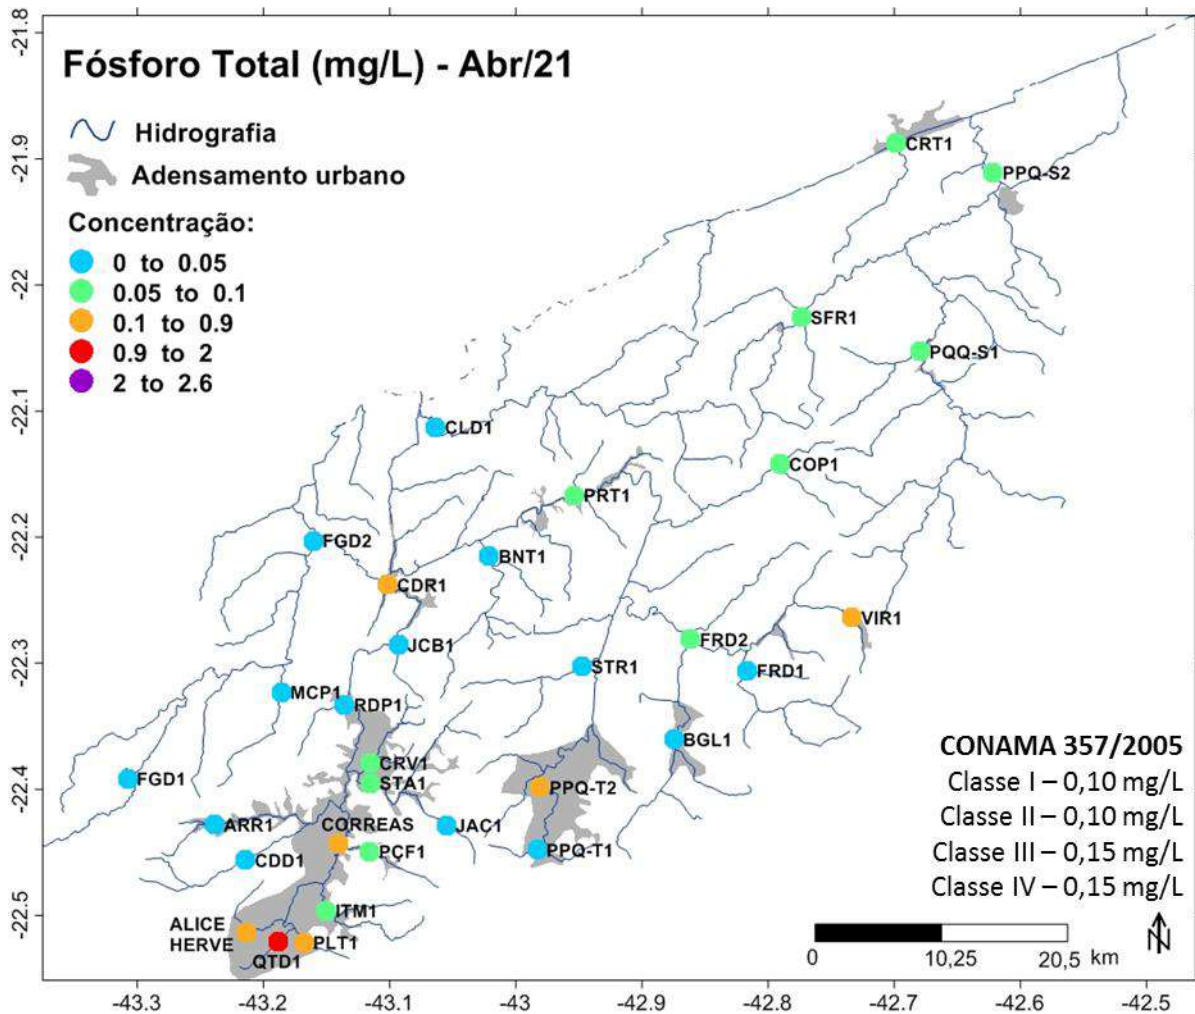 Fósforo Total (mg/L) - Abr/21
Hidrografia
Adensamento urbano
Concentração:
0 to 0.05
0.05 to 0.1
0.1 to 0.9
0.9 to 2
2 to 2.6
-21.8
-21.9
-22
-22.1
-22.2
-22.3
-22.4
-22.5
CRT1
PPQ-S2
SFR1
PQQ-S1
CLD1
COP1
PRT1
FGD2
BNT1
CDR1
VIR1
FRD2
JCB1
STR1
FRD1
MCP1
RDP1
BGL1
CRV1
FGD1
STA1
PPQ-T2
ARR1
CORREAS
JAC1
PÇF1
PPQ-T1
CDD1
ITM1
ALICE
HERVE
PLT1
QTD1
CONAMA 357/2005
Classe I – 0,10 mg/L
Classe II – 0,10 mg/L
Classe III – 0,15 mg/L
Classe IV – 0,15 mg/L
N
0 10,25 20,5 km
-43.3 -43.2 -43.1 -43 -42.9 -42.8 -42.7 -42.6 -42.5